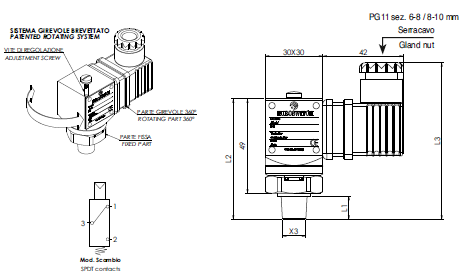 SISTEMA GIREVOLE BREVETTATO
PATENTED ROTATING SYSTEM
VITE DI REGOLAZIONE
ADJUSTMENT SCREW
PARTE GIREVOLE 360°
ROTATING PART 360°
PARTE FISSA
FIXED PART
1
3
2
Mod. Scambio
SPDT contacts
PG11 sez. 6-8 / 8-10 mm
Serracavo
Gland nut
30X30
42
49
L2
L3
L1
X3
CE